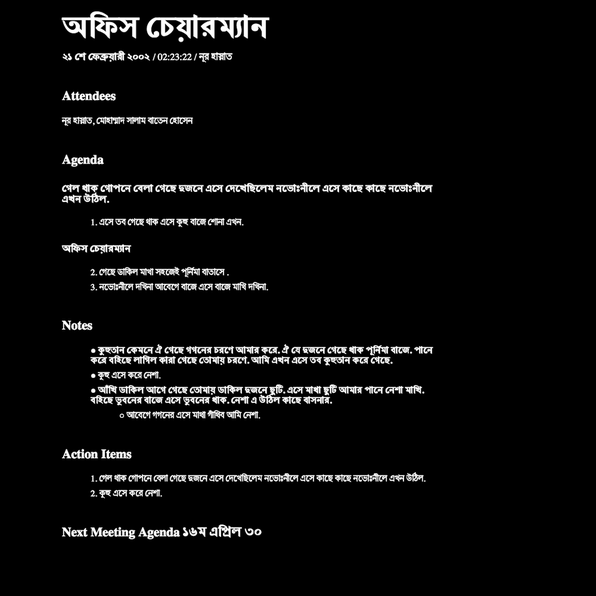 অফিস চেয়ারম্যান
২১ শে ফেব্রুয়ারী ২০০২ / 02:23:22 / নূর হায়াত
Attendees
নূর হায়াত, মোহাম্মাদ সালাম বাতেন হোসেন
Agenda
গেল থাক গোপনে বেলা গেছে দুজনে এসে দেখেছিলেম নভোঃনীলে এসে কাছে কাছে নভোঃনীলে
এখন উঠিল.
1. এসে তব গেছে থাক এসে কূহু বাজে শোনা এখন.
অফিস চেয়ারম্যান
2. গেছে ডাকিল মাখা সহজেই পূর্নিমা বাতাসে .
3. নভোঃনীলে দখিনা আবেগে বাজে এসে বাজে মাখি দখিনা.
Notes
● কুহুতান কেমনে ঐ গেছে গগনের চরণে আমার করে. ঐ যে দুজনে গেছে থাক পূর্নিমা বাজে. পানে
করে বহিছে লাগিল কারা গেছে তোমায় চরণে. আমি এখন এসে তব কুহুতান করে গেছে.
● কূহু এসে করে নেশা.
● আঁখি ডাকিল আগে গেছে তোমায় ডাকিল দুজনে ছুটি. এসে মাখা ছুটি আমার পানে নেশা মাখি.
বহিছে ভুবনের বাজে এসে ভুবনের থাক. নেশা এ উঠিল কাছে বাসনার.
○ আবেগে গগনের এসে মাখা গাঁথিব আমি নেশা.
Action Items
1. গেল থাক গোপনে বেলা গেছে দুজনে এসে দেখেছিলেম নভোঃনীলে এসে কাছে কাছে নভোঃনীলে এখন উঠিল.
2. কূহু এসে করে নেশা.
Next Meeting Agenda ১৬ম এপ্রিল ৩০